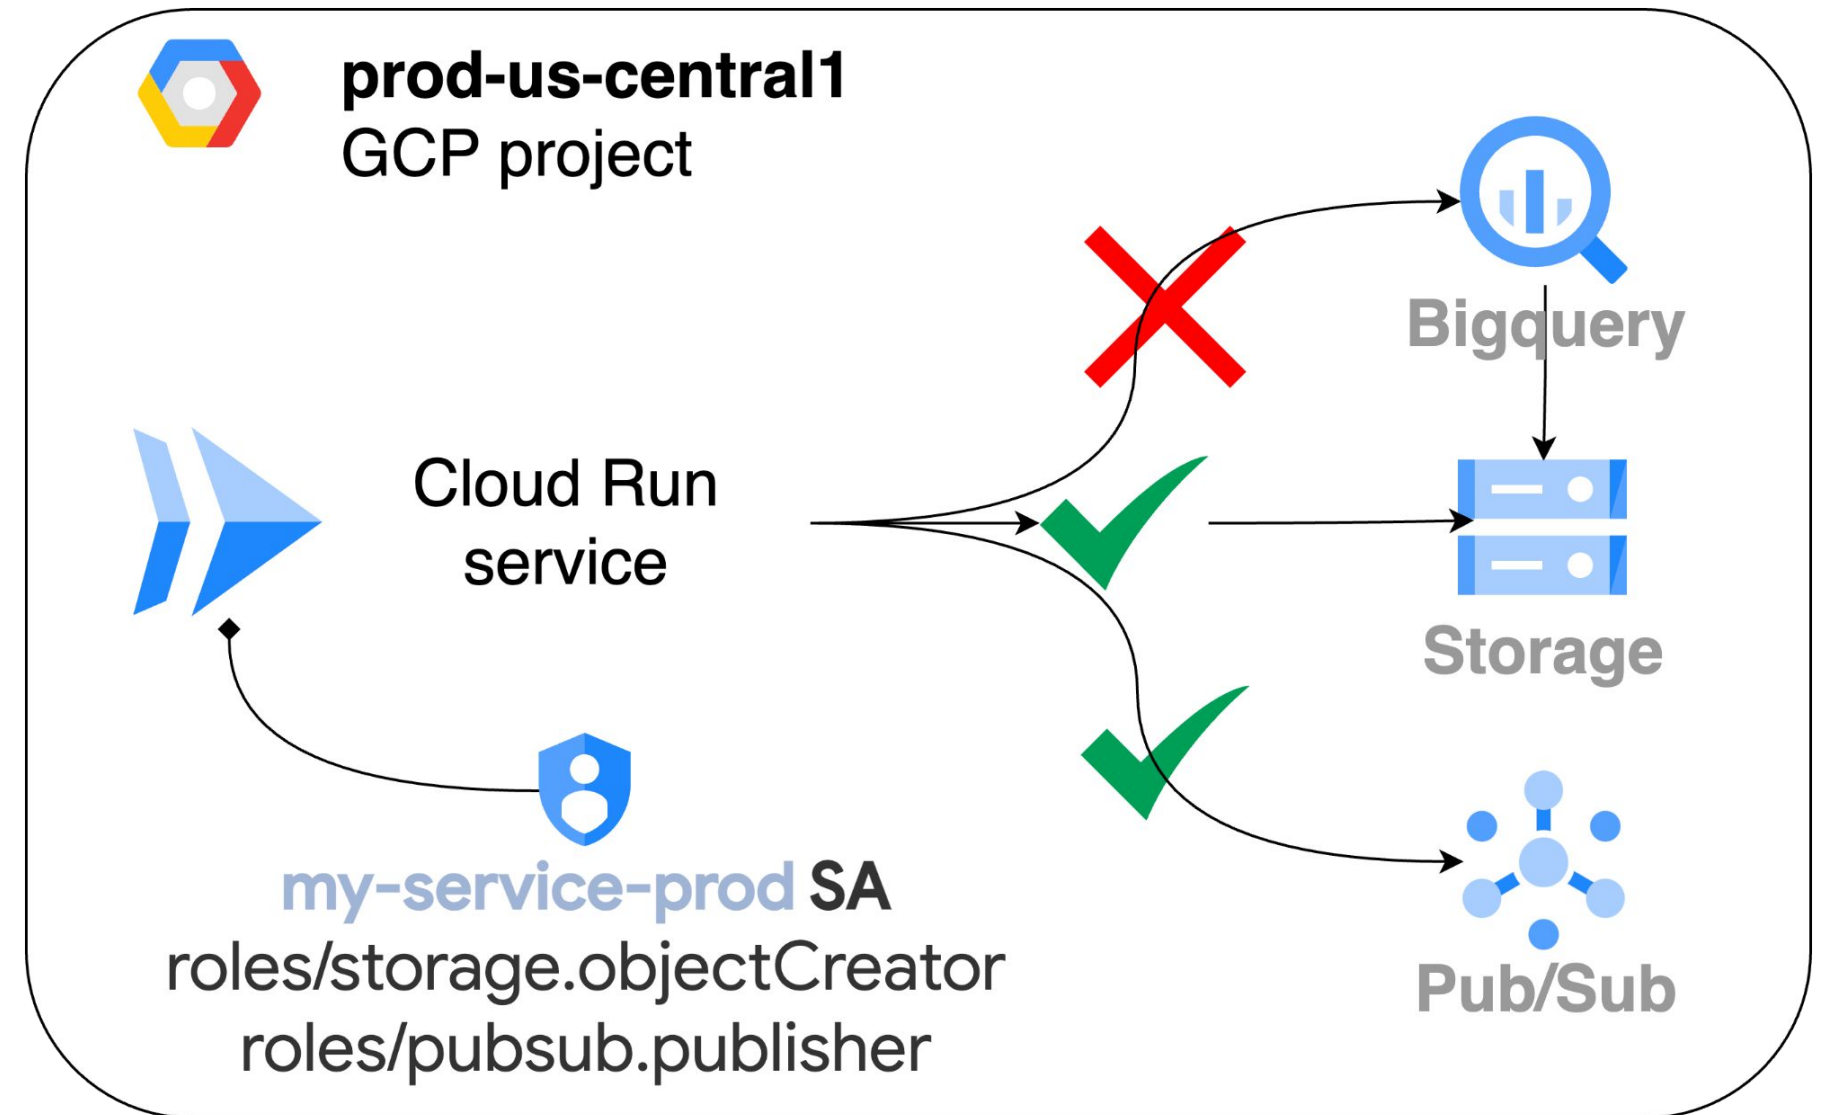 prod-us-central1
GCP project
Bigquery
Cloud Run
service
Storage
my-service-prod SA
roles/storage.objectCreator
roles/pubsub.publisher
Pub/Sub